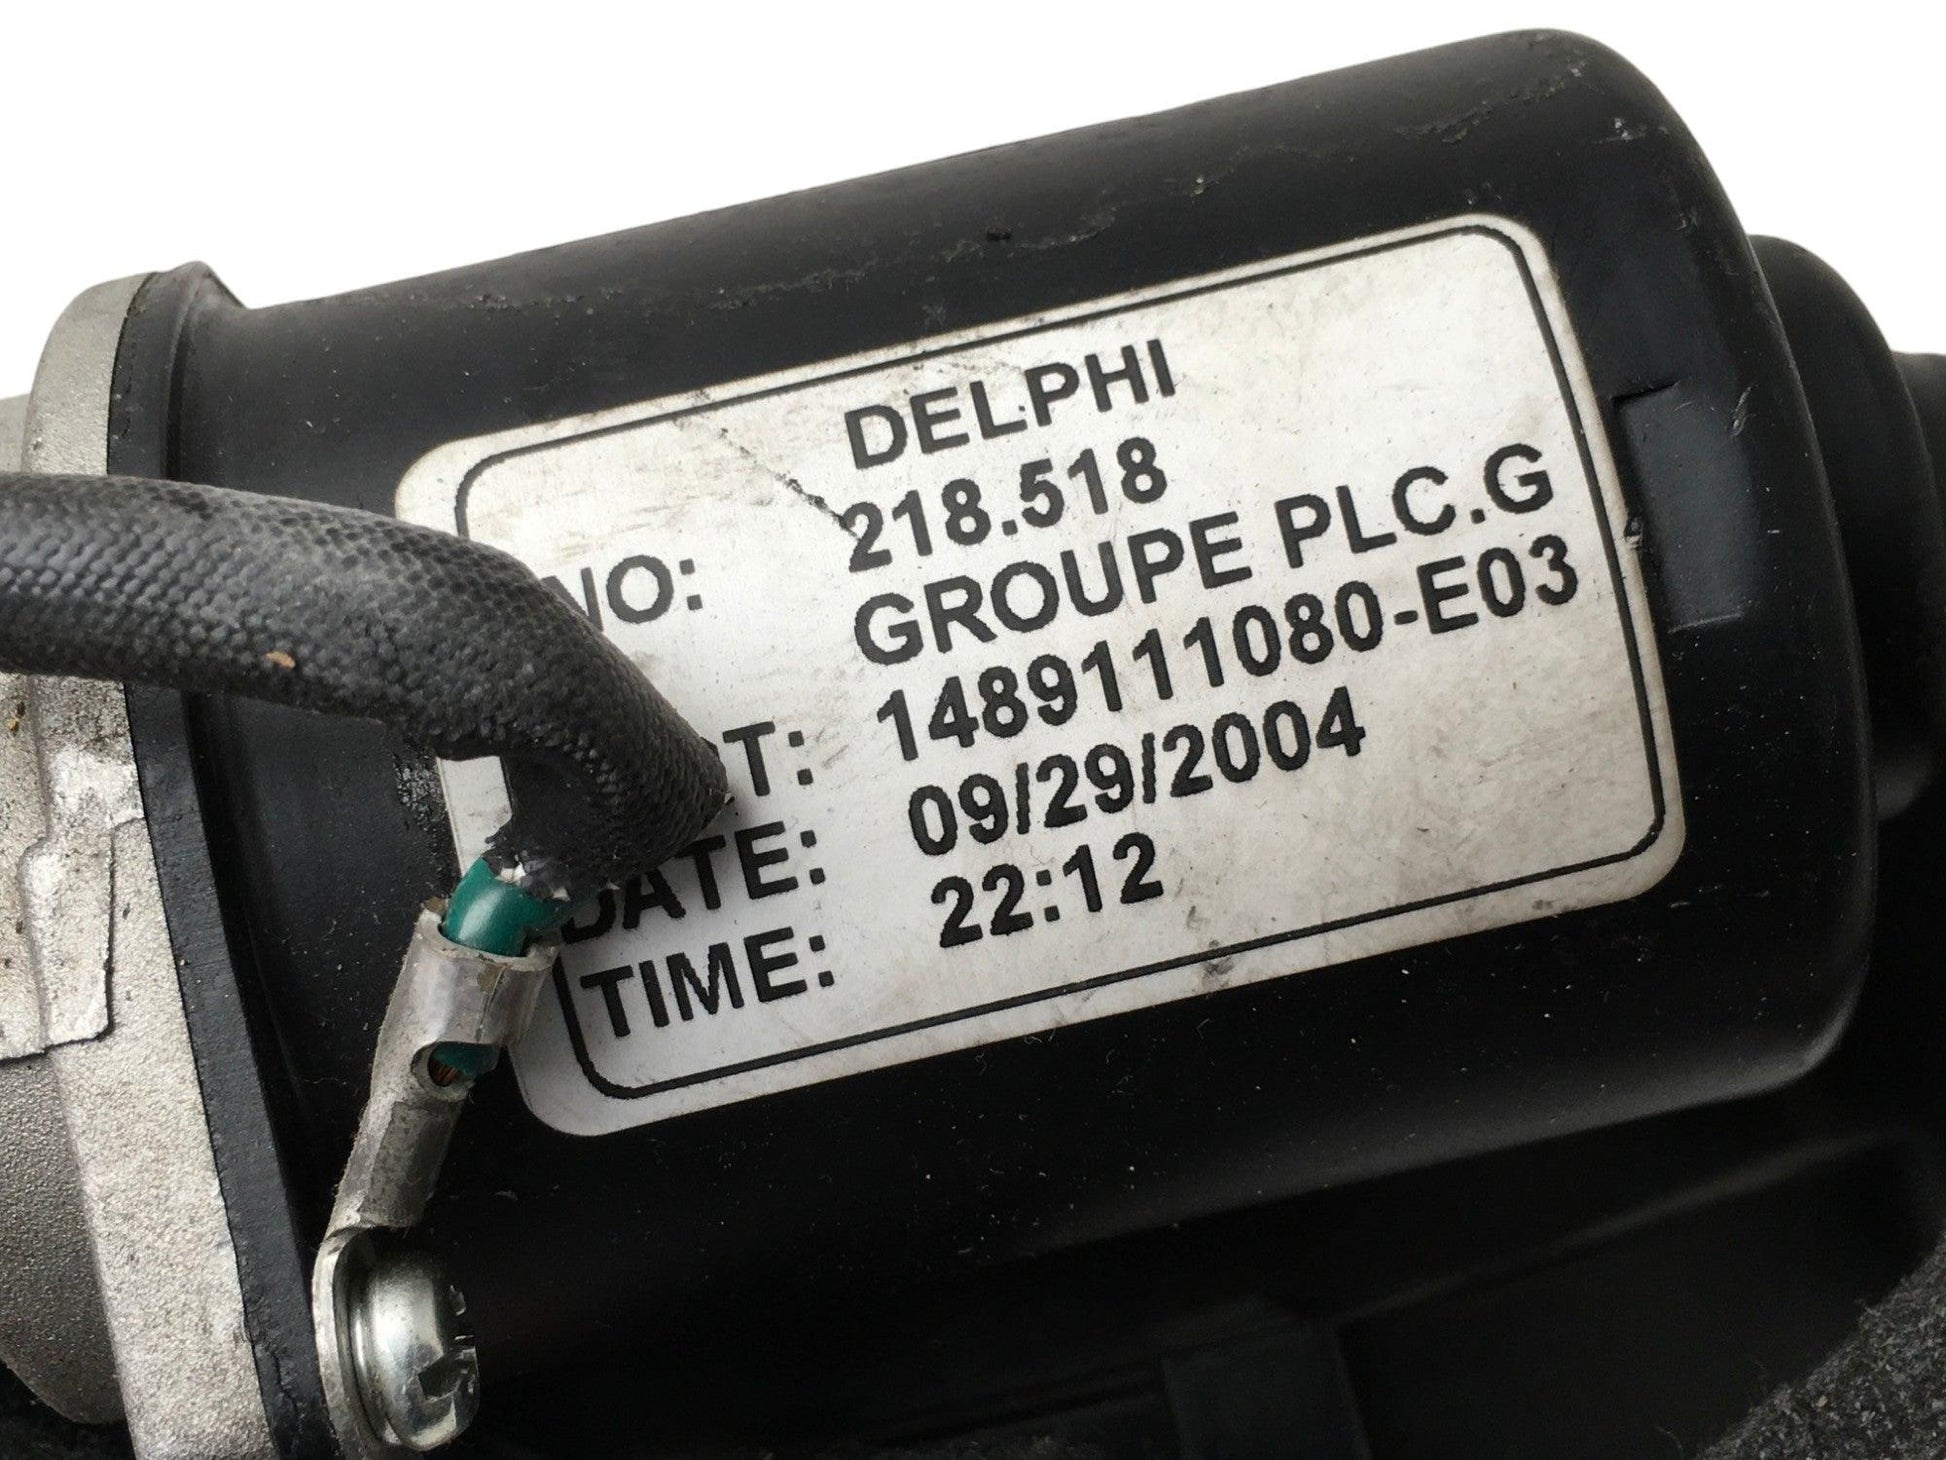 DELPHI
NO: 218.518
GROUPE PLC.G
1489111080-E03
DATE: 09/29/2004
TIME: 22:12